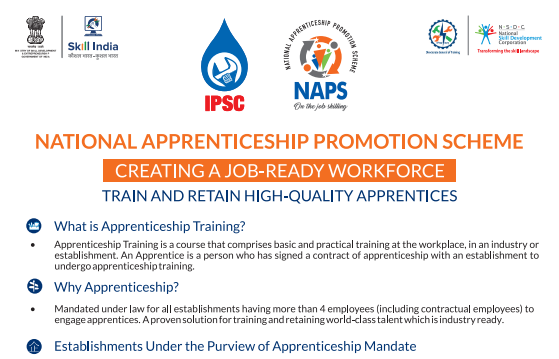 Skill India
कौशल भारत - कुशल भारत
IPSC
NATIONAL APPRENTICESHIP PROMOTION SCHEME
NAPS
On the job skilling
N·S·D·C
National
Skill Development
Corporation
Transforming the skill landscape
NATIONAL APPRENTICESHIP PROMOTION SCHEME
CREATING A JOB-READY WORKFORCE
TRAIN AND RETAIN HIGH-QUALITY APPRENTICES
What is Apprenticeship Training?
• Apprenticeship Training is a course that comprises basic and practical training at the workplace, in an industry or
establishment. An Apprentice is a person who has signed a contract of apprenticeship with an establishment to
undergo apprenticeship training.
Why Apprenticeship?
• Mandated under law for all establishments having more than 4 employees (including contractual employees) to
engage apprentices. A proven solution for training and retaining world-class talent which is industry ready.
Establishments Under the Purview of Apprenticeship Mandate